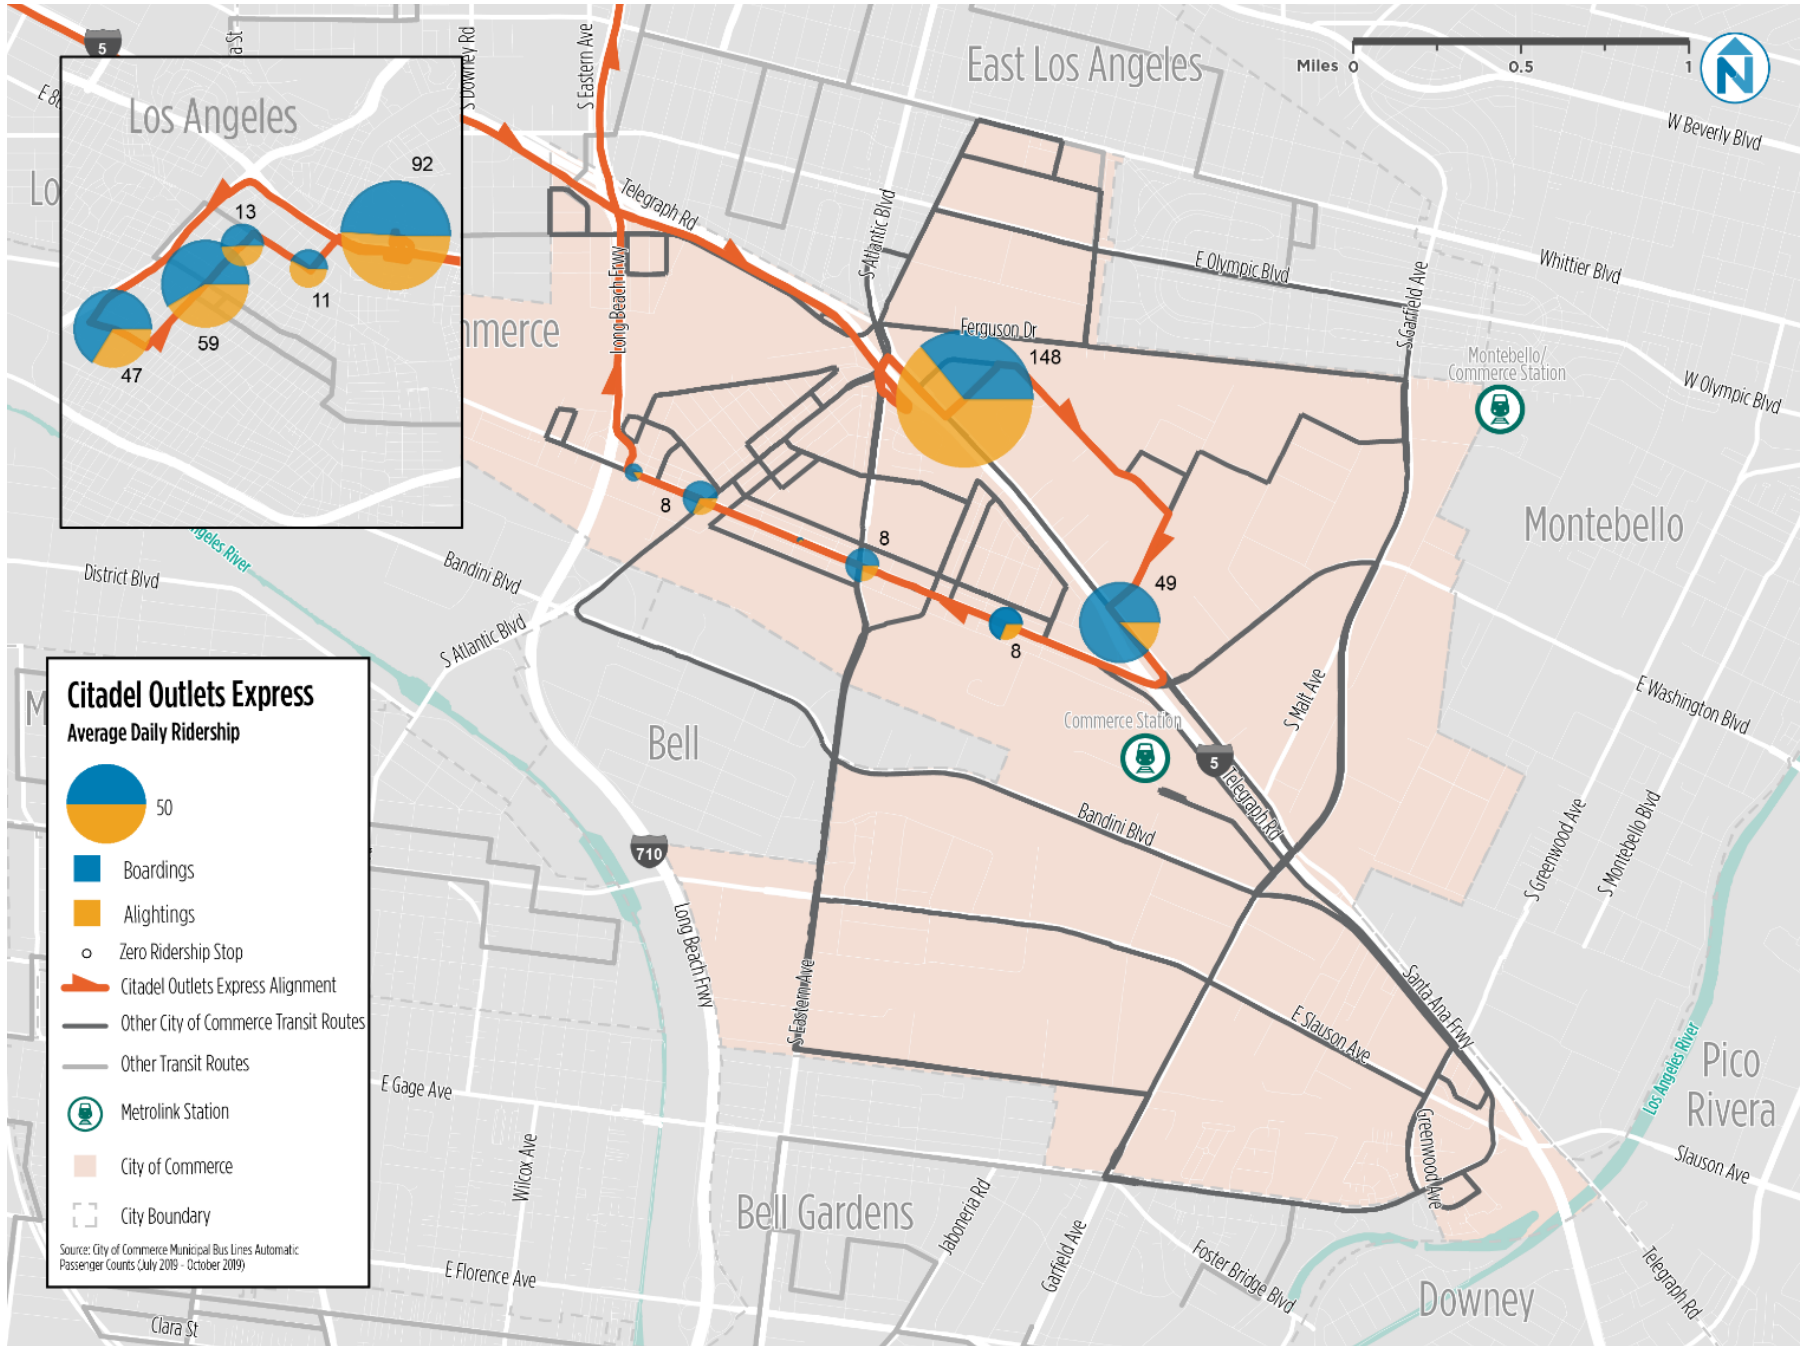 5
a St
S Downey Rd
S Eastern Ave
East Los Angeles
Miles 0 0.5 1
N
W Beverly Blvd
E 8
Los Angeles
92
13
11
59
47
Lo
Telegraph Rd
S Atlantic Blvd
E Olympic Blvd
Whittier Blvd
S Garfield Ave
Long Beach Frwy
mmerce
Ferguson Dr
148
Montebello/
Commerce Station
W Olympic Blvd
8
8
49
8
Montebello
ngeles River
District Blvd
Bandini Blvd
S Atlantic Blvd
Bell
Commerce Station
5
S Malt Ave
E Washington Blvd
Telegraph Rd
Bandini Blvd
S Greenwood Ave
S Montebello Blvd
710
Long Beach Frwy
S Eastern Ave
Santa Ana Frwy
E Slauson Ave
Los Angeles River
Pico
Rivera
Slauson Ave
Greenwood Ave
E Gage Ave
Wilcox Ave
Bell Gardens
Jaboneria Rd
Garfield Ave
Foster Bridge Blvd
Telegraph Rd
Downey
E Florence Ave
Clara St
M
Citadel Outlets Express
Average Daily Ridership
50
Boardings
Alightings
Zero Ridership Stop
Citadel Outlets Express Alignment
Other City of Commerce Transit Routes
Other Transit Routes
Metrolink Station
City of Commerce
City Boundary
Source: City of Commerce Municipal Bus Lines Automatic
Passenger Counts (July 2019 - October 2019)